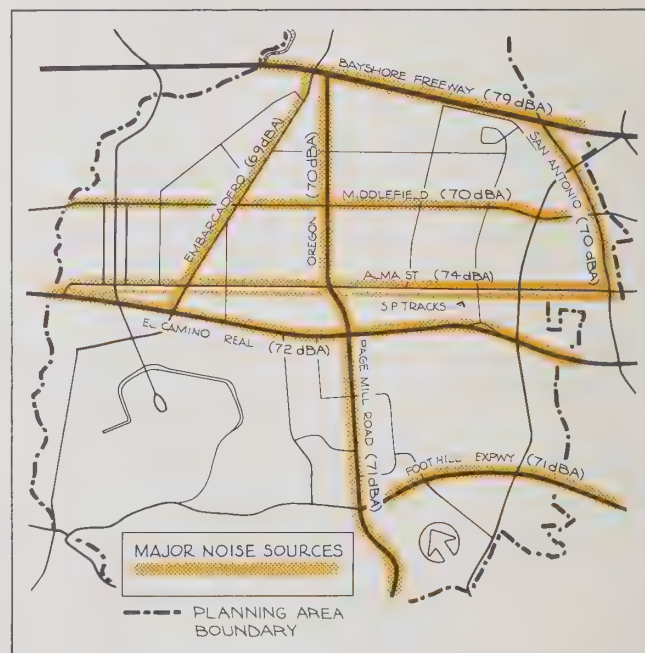 BAYSHORE FREEWAY (79 dBA)
SAN ANTONIO (70 dBA)
EMBARCADERO (69 dBA)
OREGON (70 dBA)
MIDDLEFIELD (70 dBA)
ALMA ST (74 dBA)
S.P. TRACKS
EL CAMINO REAL (72 dBA)
PAGE MILL ROAD (71 dBA)
FOOTHILL EXPWY (71 dBA)
MAJOR NOISE SOURCES
PLANNING AREA
BOUNDARY